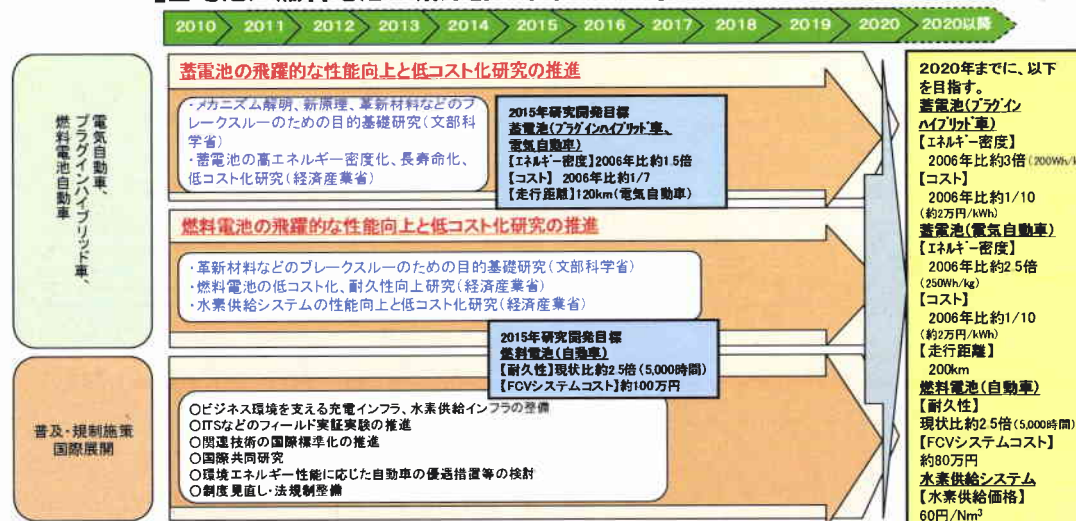 2010 2011 2012 2013 2014 2015 2016 2017 2018 2019 2020 2020以降
電気自動車、
プラグインハイブリッド車、
燃料電池自動車
蓄電池の飛躍的な性能向上と低コスト化研究の推進
・メカニズム解明、新原理、革新材料などのブ
レークスルーのための目的基礎研究(文部科
学省)
・蓄電池の高エネルギー密度化、長寿命化、
低コスト化研究(経済産業省)
2015年研究開発目標
蓄電池(プラグインハイブリッド車、
電気自動車)
【エネルギー密度】2006年比約1.5倍
【コスト】 2006年比約1/7
【走行距離】120km(電気自動車)
燃料電池の飛躍的な性能向上と低コスト化研究の推進
・革新材料などのブレークスルーのための目的基礎研究(文部科学省)
・燃料電池の低コスト化、耐久性向上研究(経済産業省)
・水素供給システムの性能向上と低コスト化研究(経済産業省)
2015年研究開発目標
燃料電池(自動車)
【耐久性】現状比約2.5倍(5,000時間)
【FCVシステムコスト】約100万円
普及・規制施策
国際展開
○ビジネス環境を支える充電インフラ、水素供給インフラの整備
○ITSなどのフィールド実証実験の推進
○関連技術の国際標準化の推進
○国際共同研究
○環境エネルギー性能に応じた自動車の優遇措置等の検討
○制度見直し・法規制整備
2020年までに、以下
を目指す。
蓄電池(プラグイン
ハイブリッド車)
【エネルギー密度】
2006年比約3倍(200Wh/k
【コスト】
2006年比約1/10
(約2万円/kWh)
蓄電池(電気自動車)
【エネルギー密度】
2006年比約2.5倍
(250Wh/kg)
【コスト】
2006年比約1/10
(約2万円/kWh)
【走行距離】
200km
燃料電池(自動車)
【耐久性】
現状比約2.5倍(5,000時間)
【FCVシステムコスト】
約80万円
水素供給システム
【水素供給価格】
60円/Nm³